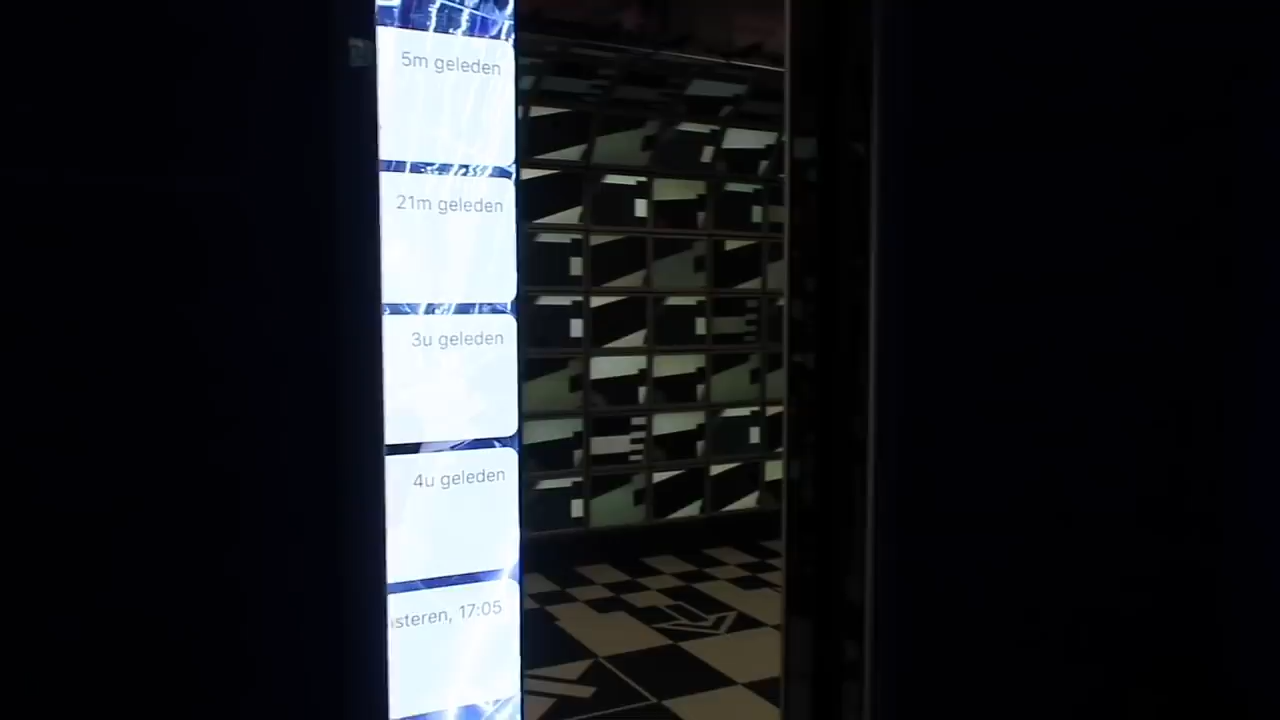 5m geleden
21m geleden
3u geleden
4u geleden
isteren, 17:05